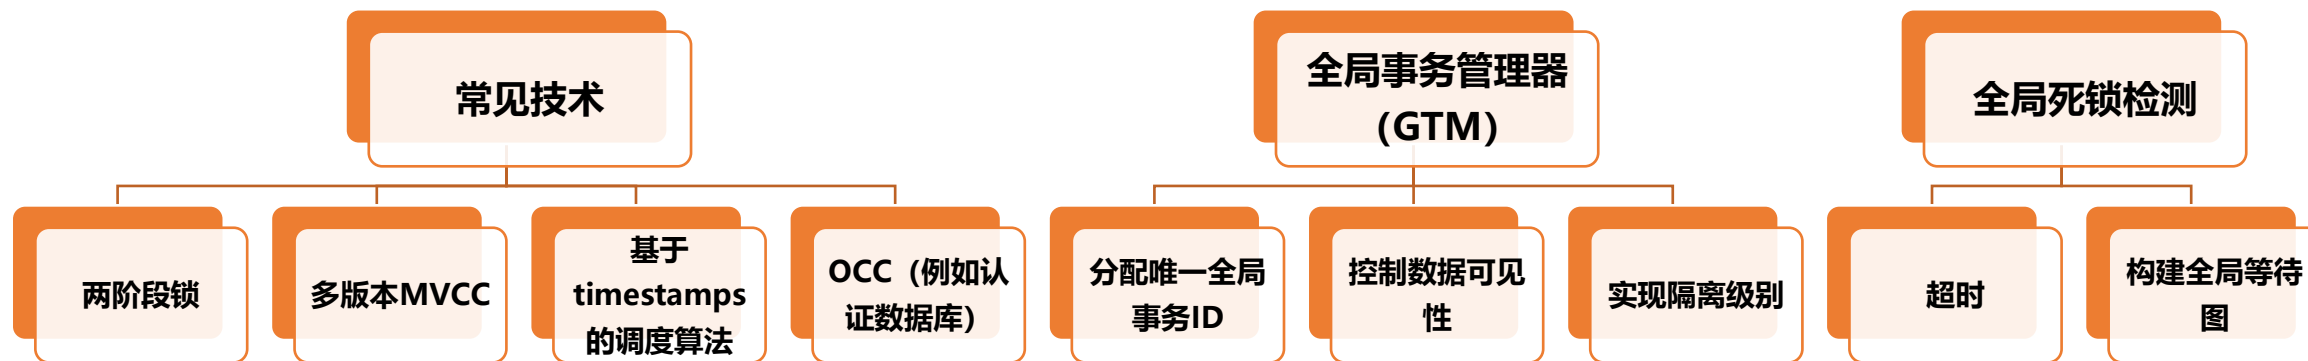 常见技术
两阶段锁
多版本MVCC
基于
timestamps
的调度算法
OCC（例如认
证数据库）
全局事务管理器
（GTM）
分配唯一全局
事务ID
控制数据可见
性
实现隔离级别
全局死锁检测
超时
构建全局等待
图